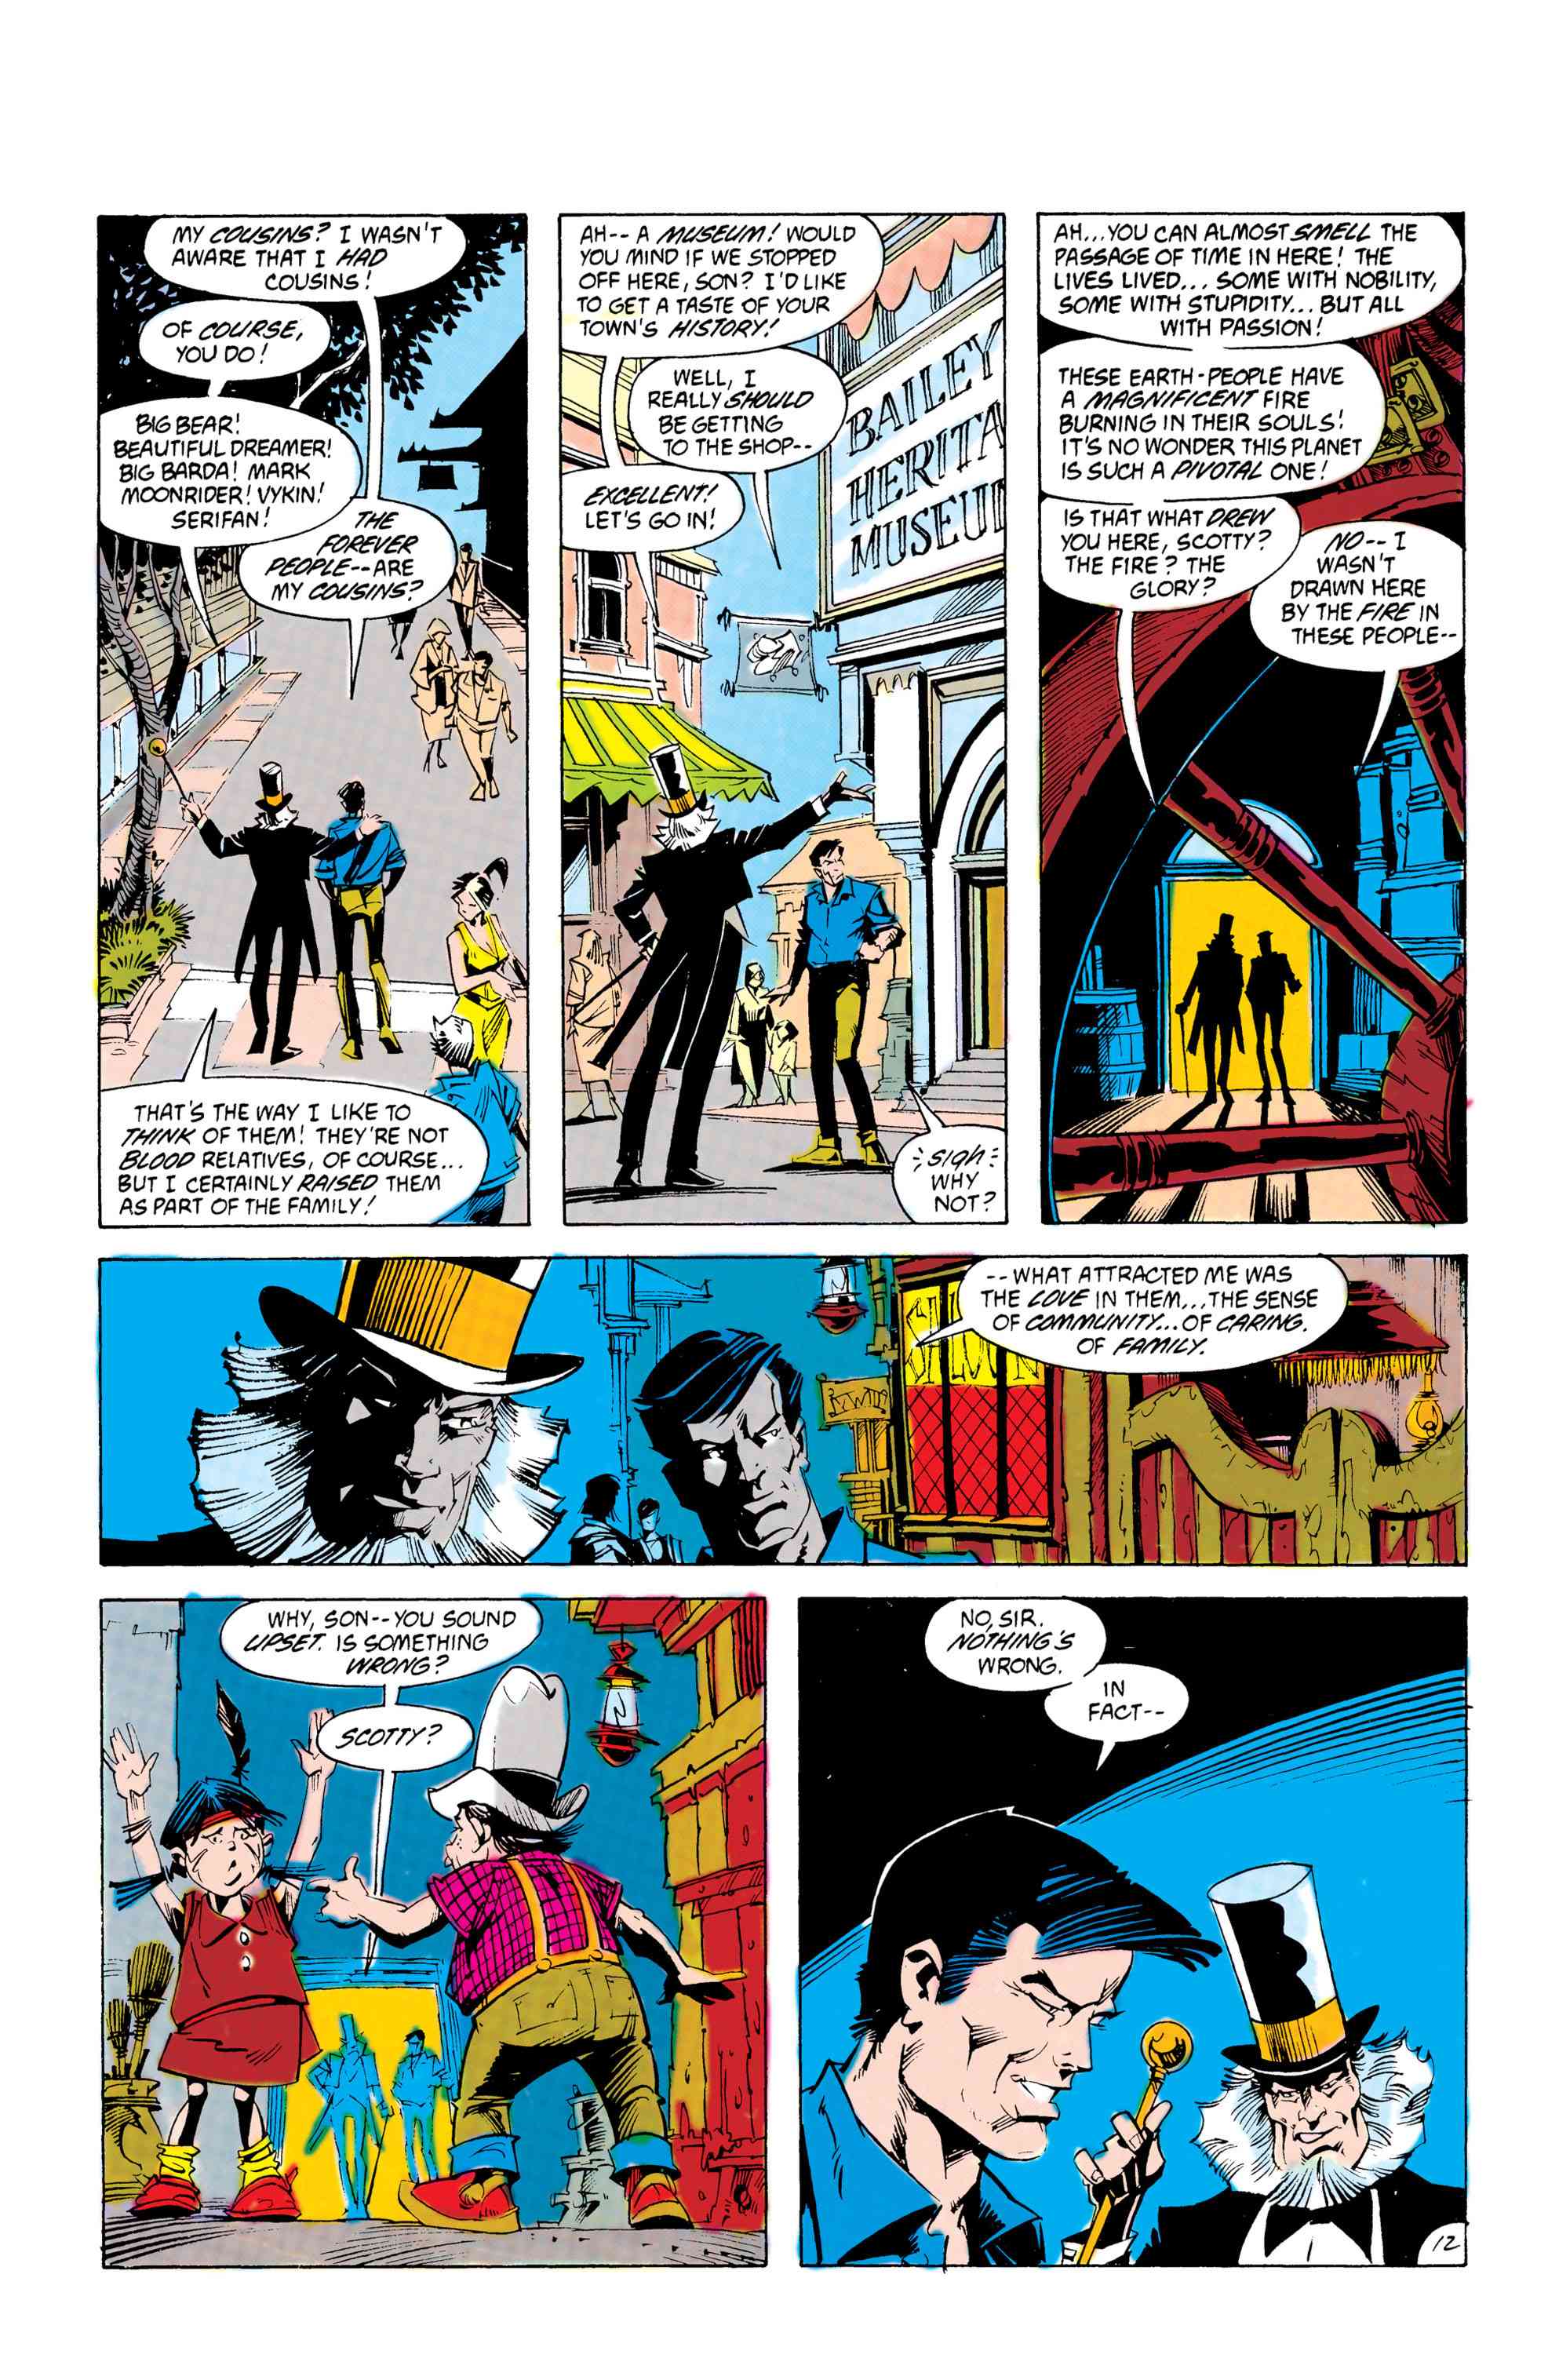 MY COUSINS? I WASN'T
AWARE THAT I HAD
COUSINS!
OF COURSE,
YOU DO!
BIG BEAR!
BEAUTIFUL DREAMER!
BIG BARDA! MARK
MOONRIDER! VYKIN!
SERIFAN!
THE
FOREVER
PEOPLE--ARE
MY COUSINS?
THAT'S THE WAY I LIKE TO
THINK OF THEM! THEY'RE NOT
BLOOD RELATIVES, OF COURSE...
BUT I CERTAINLY RAISED THEM
AS PART OF THE FAMILY!
AH-- A MUSEUM! WOULD
YOU MIND IF WE STOPPED
OFF HERE, SON? I'D LIKE
TO GET A TASTE OF YOUR
TOWN'S HISTORY!
WELL, I
REALLY SHOULD
BE GETTING
TO THE SHOP--
EXCELLENT!
LET'S GO IN!
BAILEY
HERITA
MUSEU
SIGH
WHY
NOT?
AH...YOU CAN ALMOST SMELL THE
PASSAGE OF TIME IN HERE! THE
LIVES LIVED... SOME WITH NOBILITY,
SOME WITH STUPIDITY... BUT ALL
WITH PASSION!
THESE EARTH-PEOPLE HAVE
A MAGNIFICENT FIRE
BURNING IN THEIR SOULS!
IT'S NO WONDER THIS PLANET
IS SUCH A PIVOTAL ONE!
IS THAT WHAT DREW
YOU HERE, SCOTTY?
THE FIRE? THE
GLORY?
NO-- I
WASN'T
DRAWN HERE
BY THE FIRE IN
THESE PEOPLE--
--WHAT ATTRACTED ME WAS
THE LOVE IN THEM...THE SENSE
OF COMMUNITY...OF CARING.
OF FAMILY.
WHY, SON--YOU SOUND
UPSET. IS SOMETHING
WRONG?
SCOTTY?
NO, SIR.
NOTHING'S
WRONG.
IN
FACT--
12